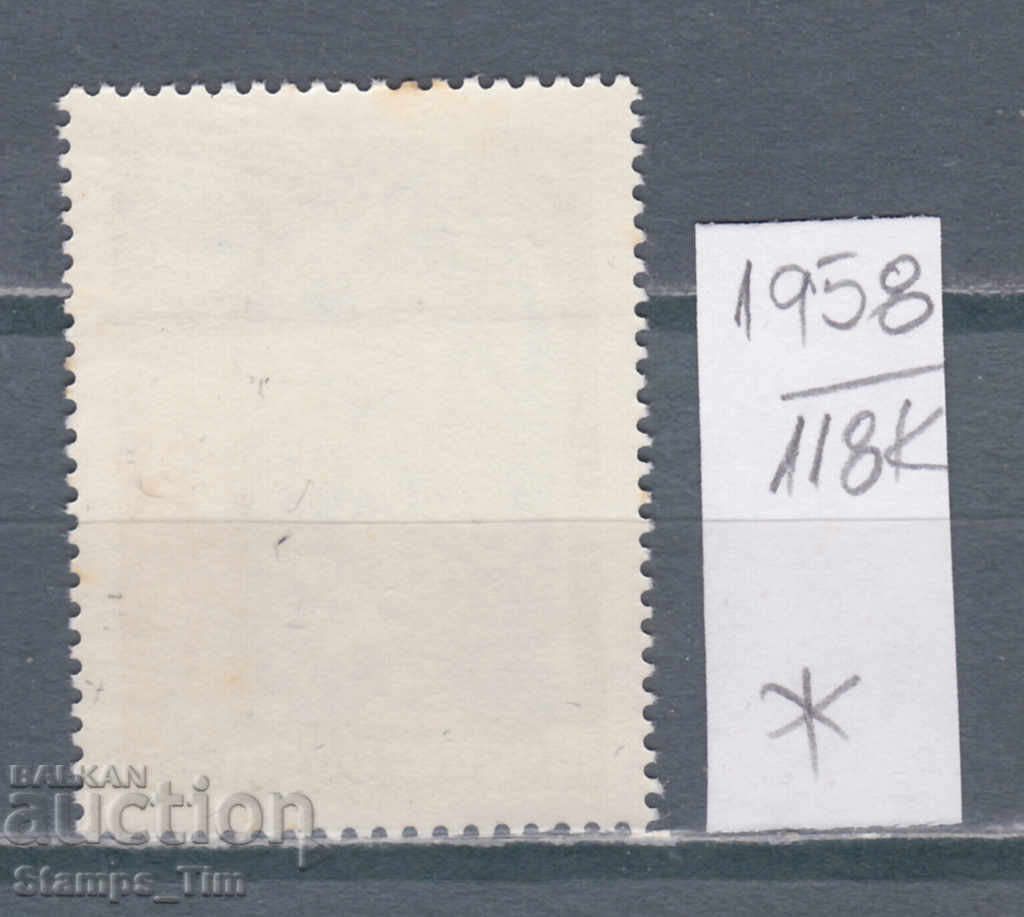 1958
118K
*
BALKAN
auction
Stamps_Tim